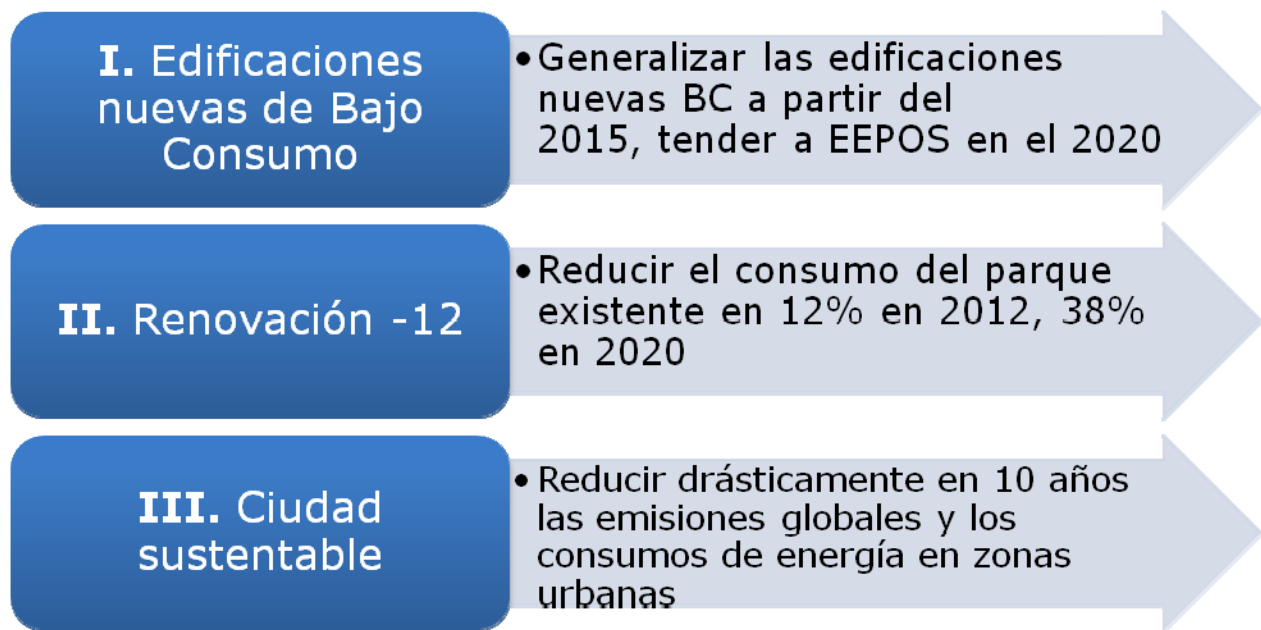 I. Edificaciones
nuevas de Bajo
Consumo
•Generalizar las edificaciones
nuevas BC a partir del
2015, tender a EEPOS en el 2020
II. Renovación -12
•Reducir el consumo del parque
existente en 12% en 2012, 38%
en 2020
III. Ciudad
sustentable
•Reducir drásticamente en 10 años
las emisiones globales y los
consumos de energía en zonas
urbanas